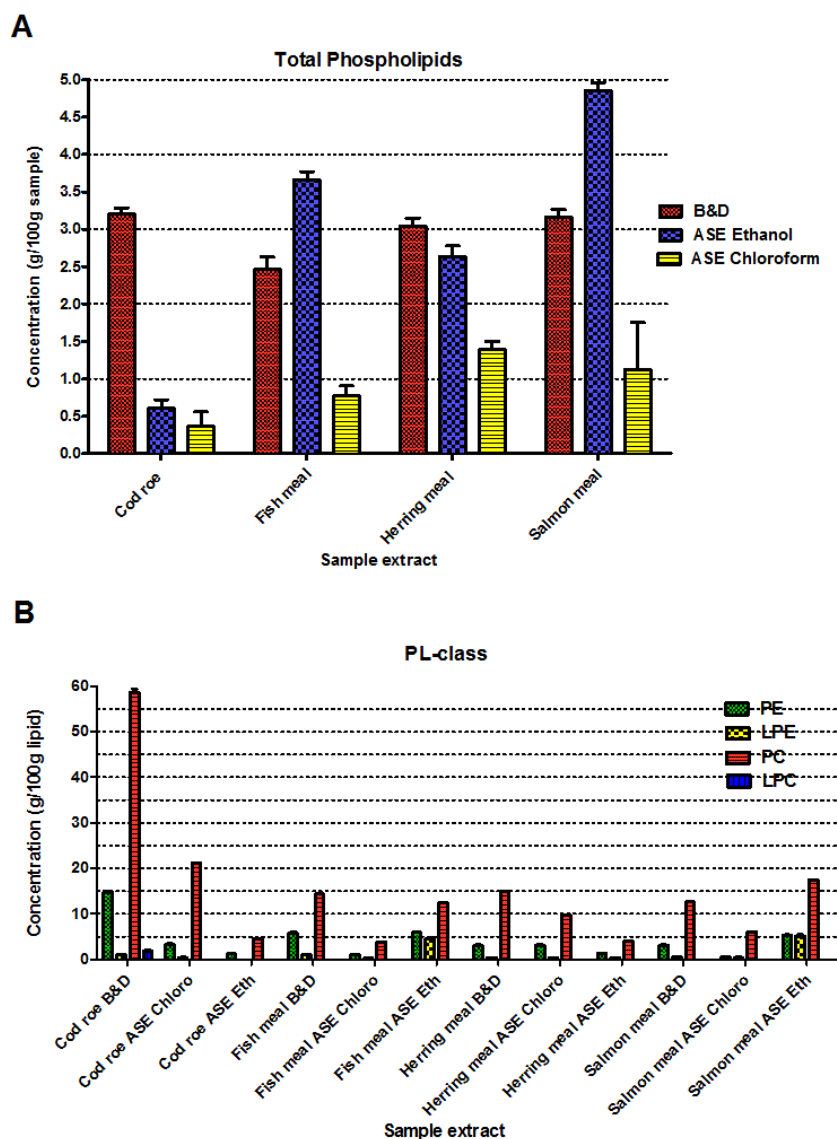 A
Total Phospholipids
Concentration (g/100g sample)
5.0
4.5
4.0
3.5
3.0
2.5
2.0
1.5
1.0
0.5
0.0
B&D
ASE Ethanol
ASE Chloroform
Cod roe
Fish meal
Herring meal
Salmon meal
Sample extract
B
PL-class
Concentration (g/100g lipid)
60
50
40
30
20
10
0
PE
LPE
PC
LPC
Cod roe B&D
Cod roe ASE Chloro
Cod roe ASE Eth
Fish meal B&D
Fish meal ASE Chloro
Fish meal ASE Eth
Herring meal B&D
Herring meal ASE Chloro
Herring meal ASE Eth
Salmon meal B&D
Salmon meal ASE Chloro
Salmon meal ASE Eth
Sample extract